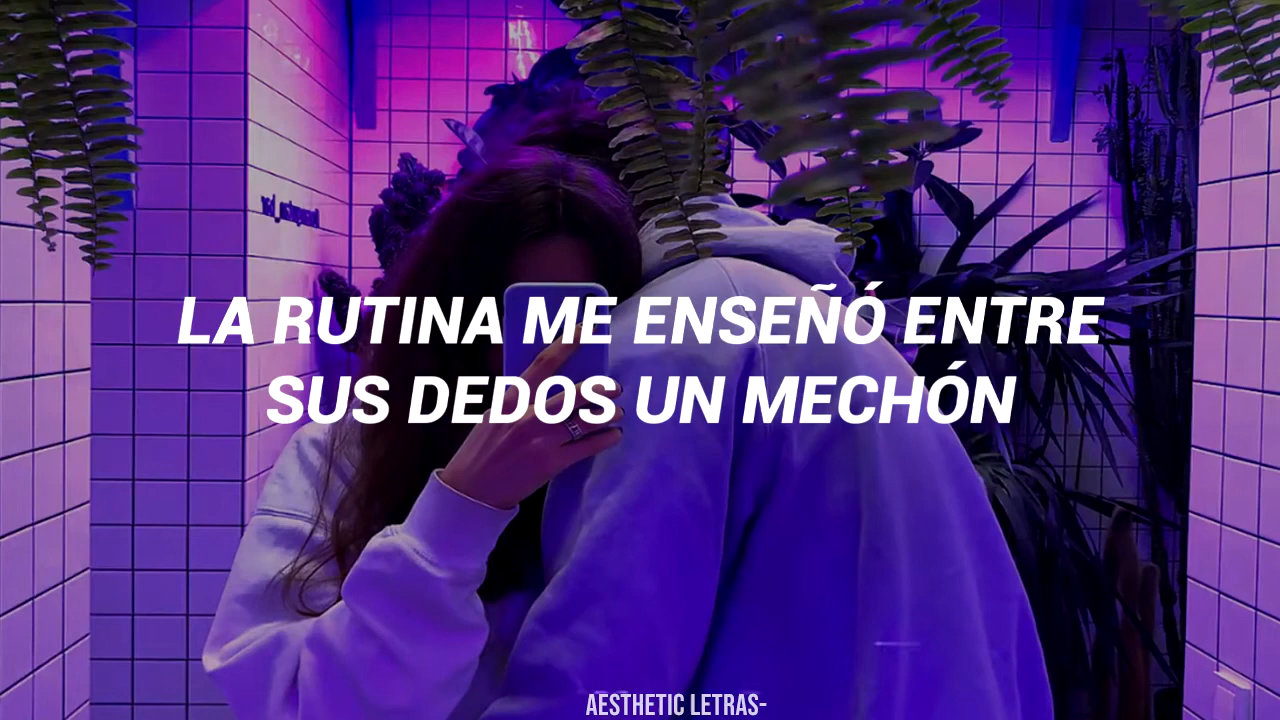 LA RUTINA ME ENSEÑÓ ENTRE
SUS DEDOS UN MECHÓN
AESTHETIC LETRAS-